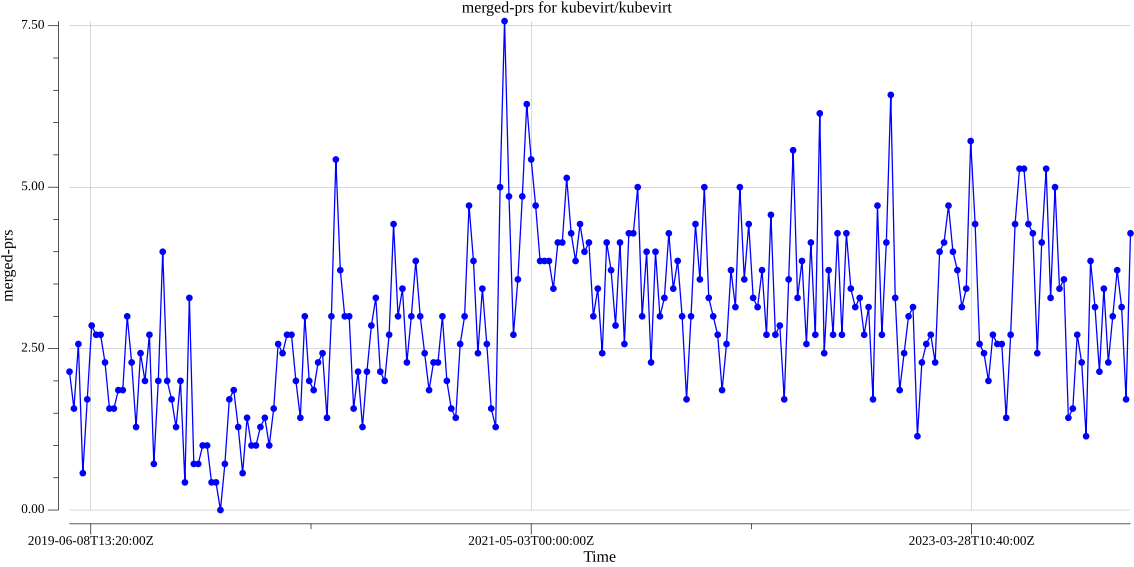 merged-prs for kubevirt/kubevirt
7.50
5.00
2.50
0.00
merged-prs
2019-06-08T13:20:00Z
2021-05-03T00:00:00Z
2023-03-28T10:40:00Z
Time